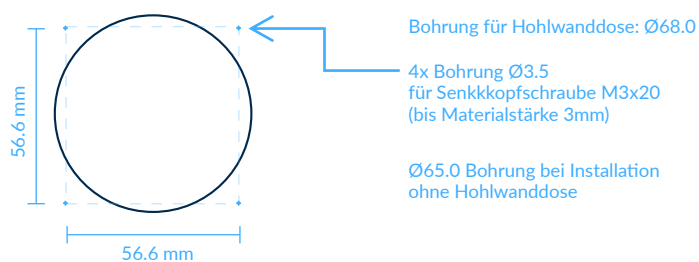 Bohrung für Hohlwanddose: Ø68.0
4x Bohrung Ø3.5
für Senkkkopfschraube M3x20
(bis Materialstärke 3mm)
Ø65.0 Bohrung bei Installation
ohne Hohlwanddose
56.6 mm
56.6 mm